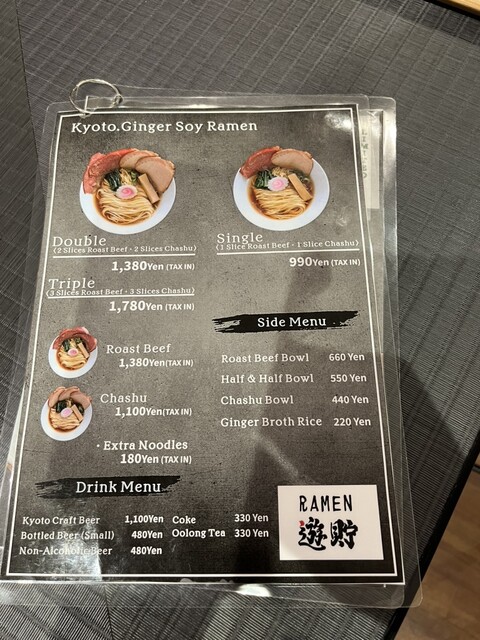 Kyoto.Ginger Soy Ramen
Double
(2 Slices Roast Beef・2 Slices Chashu)
1,380Yen (TAX IN)
Single
(1 Slice Roast Beef・1 Slice Chashu)
990Yen (TAX IN)
Triple
(3 Slices Roast Beef・3 Slices Chashu)
1,780Yen (TAX IN)
Roast Beef
1,380Yen(TAX IN)
Chashu
1,100Yen(TAX IN)
・Extra Noodles
180Yen (TAX IN)
Side Menu
Roast Beef Bowl 660 Yen
Half & Half Bowl 550 Yen
Chashu Bowl 440 Yen
Ginger Broth Rice 220 Yen
Drink Menu
Kyoto Craft Beer 1,100Yen
Bottled Beer (Small) 480Yen
Non-Alcoholic Beer 480Yen
Coke 330 Yen
Oolong Tea 330 Yen
RAMEN
遊貯